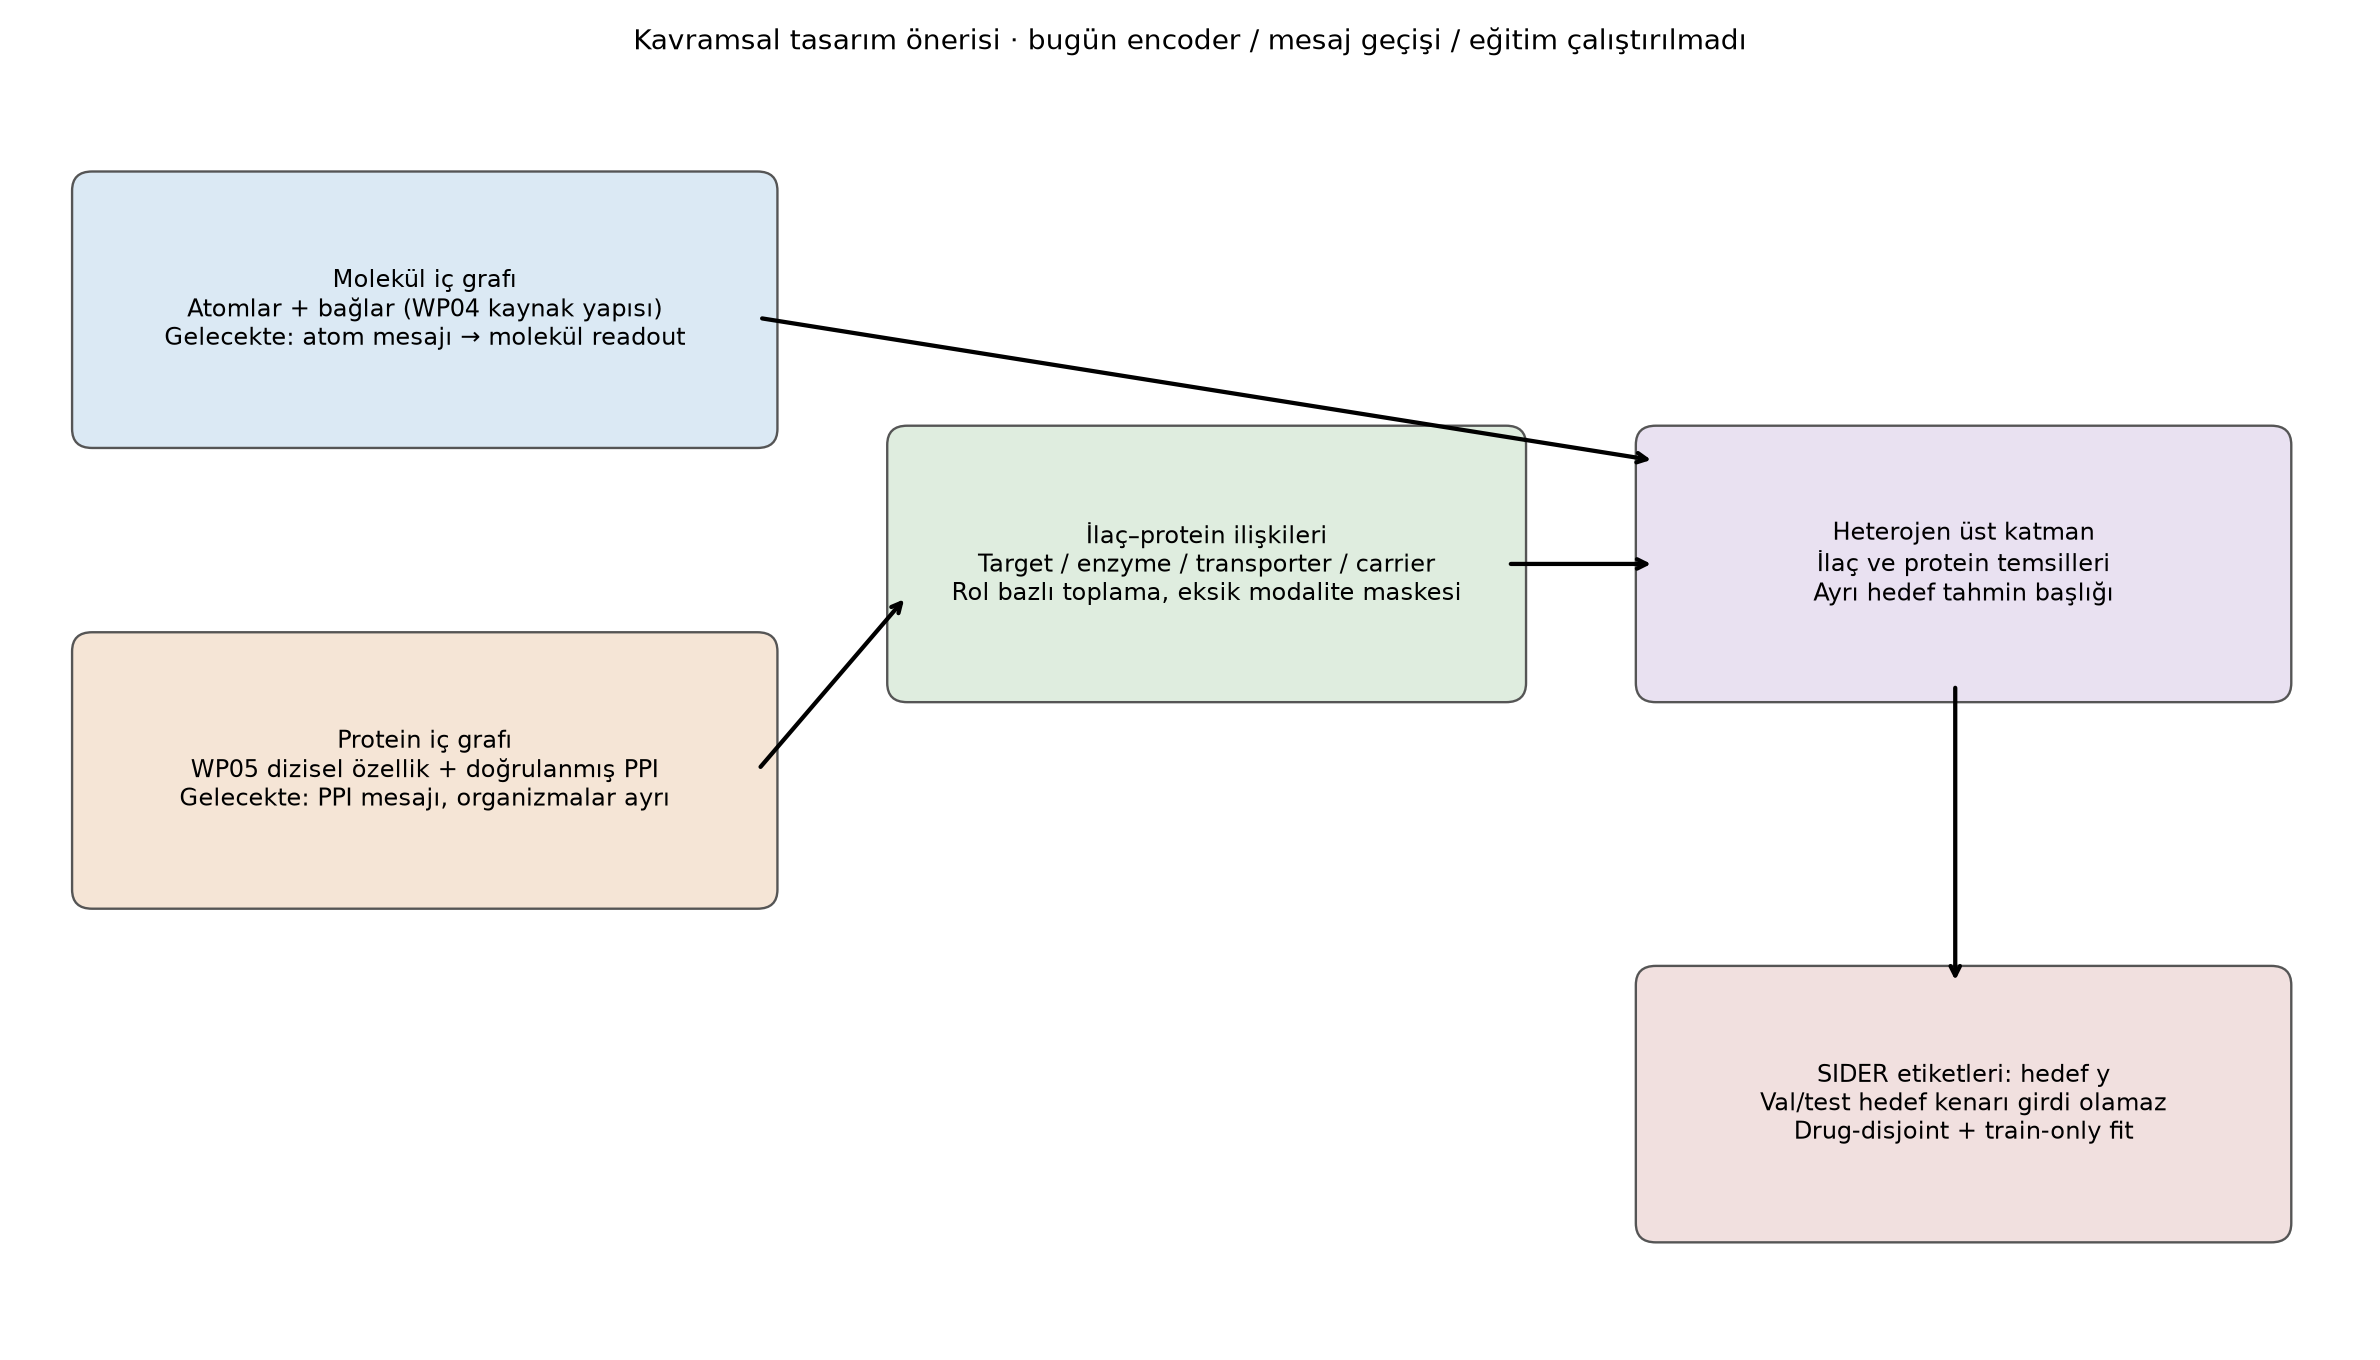 Kavramsal tasarım önerisi · bugün encoder / mesaj geçişi / eğitim çalıştırılmadı
Molekül iç grafı
Atomlar + bağlar (WP04 kaynak yapısı)
Gelecekte: atom mesajı → molekül readout
İlaç–protein ilişkileri
Target / enzyme / transporter / carrier
Rol bazlı toplama, eksik modalite maskesi
Heterojen üst katman
İlaç ve protein temsilleri
Ayrı hedef tahmin başlığı
Protein iç grafı
WP05 dizisel özellik + doğrulanmış PPI
Gelecekte: PPI mesajı, organizmalar ayrı
SIDER etiketleri: hedef y
Val/test hedef kenarı girdi olamaz
Drug-disjoint + train-only fit